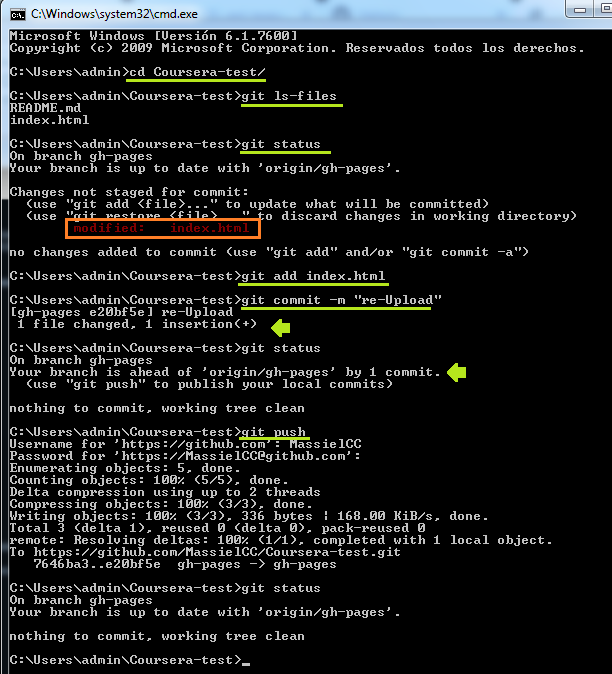 C:\Windows\system32\cmd.exe
Microsoft Windows [Versión 6.1.7600]
Copyright (c) 2009 Microsoft Corporation. Reservados todos los derechos.
C:\Users\admin>cd Coursera-test/
C:\Users\admin\Coursera-test>git ls-files
README.md
index.html
C:\Users\admin\Coursera-test>git status
On branch gh-pages
Your branch is up to date with 'origin/gh-pages'.
Changes not staged for commit:
(use "git add <file>..." to update what will be committed)
(use "git restore <file>..." to discard changes in working directory)
modified:   index.html
no changes added to commit (use "git add" and/or "git commit -a")
C:\Users\admin\Coursera-test>git add index.html
C:\Users\admin\Coursera-test>git commit -m "re-Upload"
[gh-pages e20bf5e] re-Upload
1 file changed, 1 insertion(+)
C:\Users\admin\Coursera-test>git status
On branch gh-pages
Your branch is ahead of 'origin/gh-pages' by 1 commit.
(use "git push" to publish your local commits)
nothing to commit, working tree clean
C:\Users\admin\Coursera-test>git push
Username for 'https://github.com': MassielCC
Password for 'https://MassielCC@github.com':
Enumerating objects: 5, done.
Counting objects: 100% (5/5), done.
Delta compression using up to 2 threads
Compressing objects: 100% (3/3), done.
Writing objects: 100% (3/3), 336 bytes ¦ 168.00 KiB/s, done.
Total 3 (delta 1), reused 0 (delta 0), pack-reused 0
remote: Resolving deltas: 100% (1/1), completed with 1 local object.
To https://github.com/MassielCC/Coursera-test.git
7646ba3..e20bf5e  gh-pages -> gh-pages
C:\Users\admin\Coursera-test>git status
On branch gh-pages
Your branch is up to date with 'origin/gh-pages'.
nothing to commit, working tree clean
C:\Users\admin\Coursera-test>_